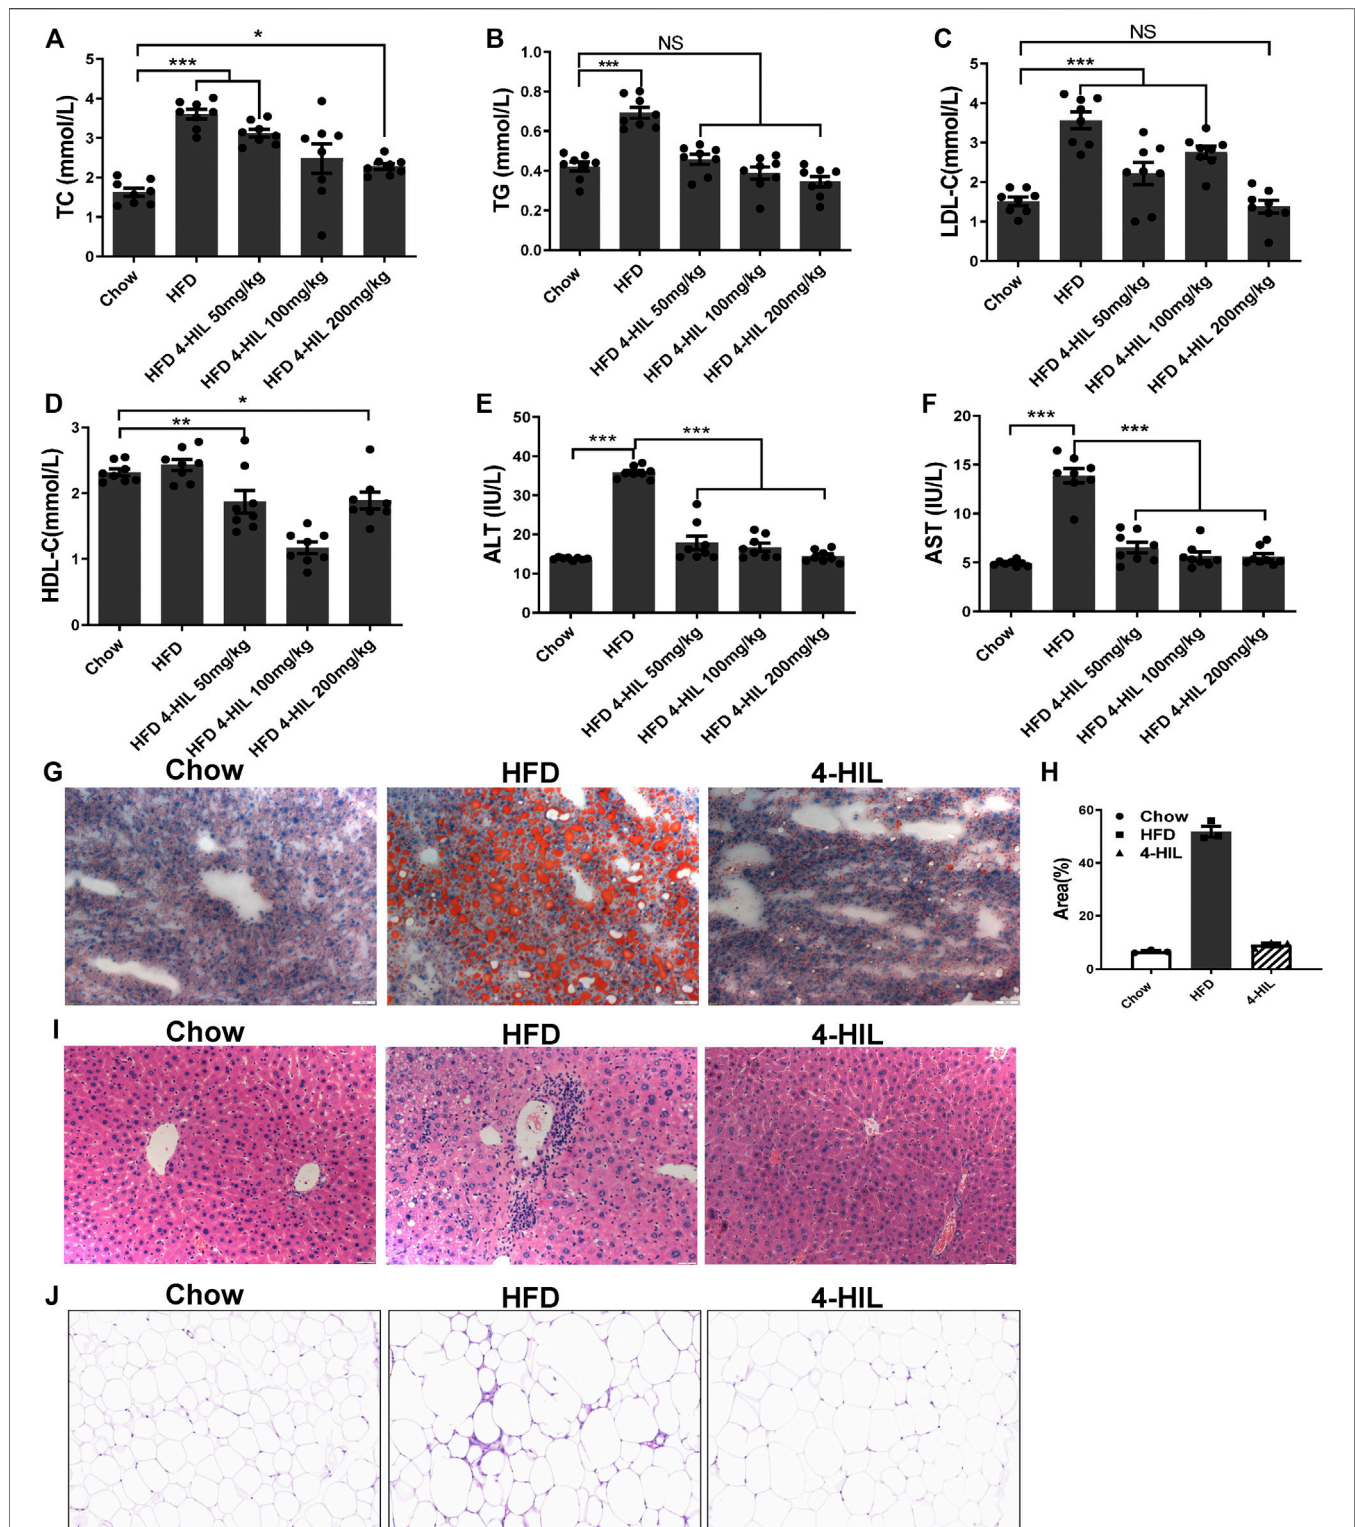 A
TC (mmol/L)
5
4
3
2
1
0
***
*
Chow
HFD
HFD 4-HIL 50mg/kg
HFD 4-HIL 100mg/kg
HFD 4-HIL 200mg/kg
B
TG (mmol/L)
1.0
0.8
0.6
0.4
0.2
0.0
***
NS
Chow
HFD
HFD 4-HIL 50mg/kg
HFD 4-HIL 100mg/kg
HFD 4-HIL 200mg/kg
C
LDL-C(mmol/L)
5
4
3
2
1
0
***
NS
Chow
HFD
HFD 4-HIL 50mg/kg
HFD 4-HIL 100mg/kg
HFD 4-HIL 200mg/kg
D
HDL-C(mmol/L)
3
2
1
0
**
*
Chow
HFD
HFD 4-HIL 50mg/kg
HFD 4-HIL 100mg/kg
HFD 4-HIL 200mg/kg
E
ALT (IU/L)
50
40
30
20
10
0
***
***
Chow
HFD
HFD 4-HIL 50mg/kg
HFD 4-HIL 100mg/kg
HFD 4-HIL 200mg/kg
F
AST (IU/L)
20
15
10
5
0
***
***
Chow
HFD
HFD 4-HIL 50mg/kg
HFD 4-HIL 100mg/kg
HFD 4-HIL 200mg/kg
G
Chow
HFD
4-HIL
H
Area(%)
60
40
20
0
Chow
HFD
4-HIL
Chow
HFD
4-HIL
I
Chow
HFD
4-HIL
J
Chow
HFD
4-HIL